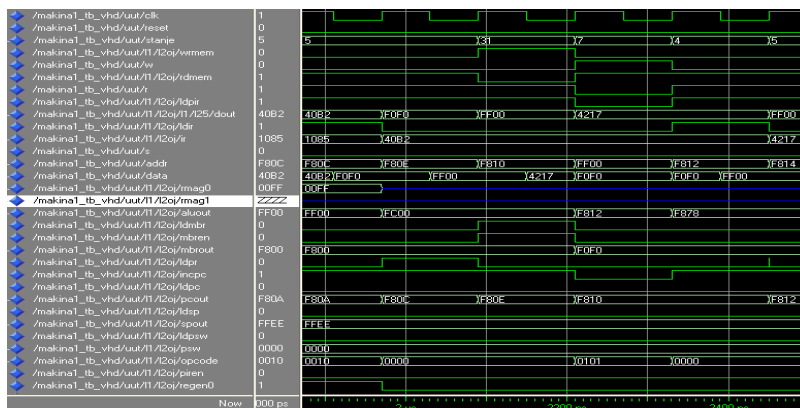 /makina1_tb_vhd/uut/clk 1
/makina1_tb_vhd/uut/reset 0
/makina1_tb_vhd/uut/stanje 5 5 31 7 4 5
/makina1_tb_vhd/uut/l1/l2oj/wrmem 0
/makina1_tb_vhd/uut/w 0
/makina1_tb_vhd/uut/l1/l2oj/rdmem 1
/makina1_tb_vhd/uut/r 1
/makina1_tb_vhd/uut/l1/l2oj/ldpir 1
/makina1_tb_vhd/uut/l1/l2oj/l1/l25/dout 40B2 40B2 F0F0 FF00 4217 FF00
/makina1_tb_vhd/uut/l1/l2oj/ldir 1
/makina1_tb_vhd/uut/l1/l2oj/ir 1085 1085 40B2 4217
/makina1_tb_vhd/uut/s 0
/makina1_tb_vhd/uut/addr F80C F80C F80E F810 FF00 F812 F814
/makina1_tb_vhd/uut/data 40B2 40B2 F0F0 FF00 4217 F0F0 F0F0 FF00
/makina1_tb_vhd/uut/l1/l2oj/rmag0 00FF 00FF
/makina1_tb_vhd/uut/l1/l2oj/rmag1 ZZZZ
/makina1_tb_vhd/uut/l1/l2oj/aluout FF00 FF00 FC00 F812 F878
/makina1_tb_vhd/uut/l1/l2oj/ldmbr 0
/makina1_tb_vhd/uut/l1/l2oj/mbren 0
/makina1_tb_vhd/uut/l1/l2oj/mbrout F800 F800 F0F0
/makina1_tb_vhd/uut/l1/l2oj/ldpr 0
/makina1_tb_vhd/uut/l1/l2oj/incpc 1
/makina1_tb_vhd/uut/l1/l2oj/ldpc 0
/makina1_tb_vhd/uut/l1/l2oj/pcout F80A F80A F80C F80E F810 F812
/makina1_tb_vhd/uut/l1/l2oj/ldsp 0
/makina1_tb_vhd/uut/l1/l2oj/spout FFEE FFEE
/makina1_tb_vhd/uut/l1/l2oj/ldpsw 0
/makina1_tb_vhd/uut/l1/l2oj/psw 0000 0000
/makina1_tb_vhd/uut/l1/l2oj/opcode 0010 0010 0000 0101 0000
/makina1_tb_vhd/uut/l1/l2oj/piren 0
/makina1_tb_vhd/uut/l1/l2oj/regen0 1
Now 000 ps 2 us 2200 ns 2400 ns